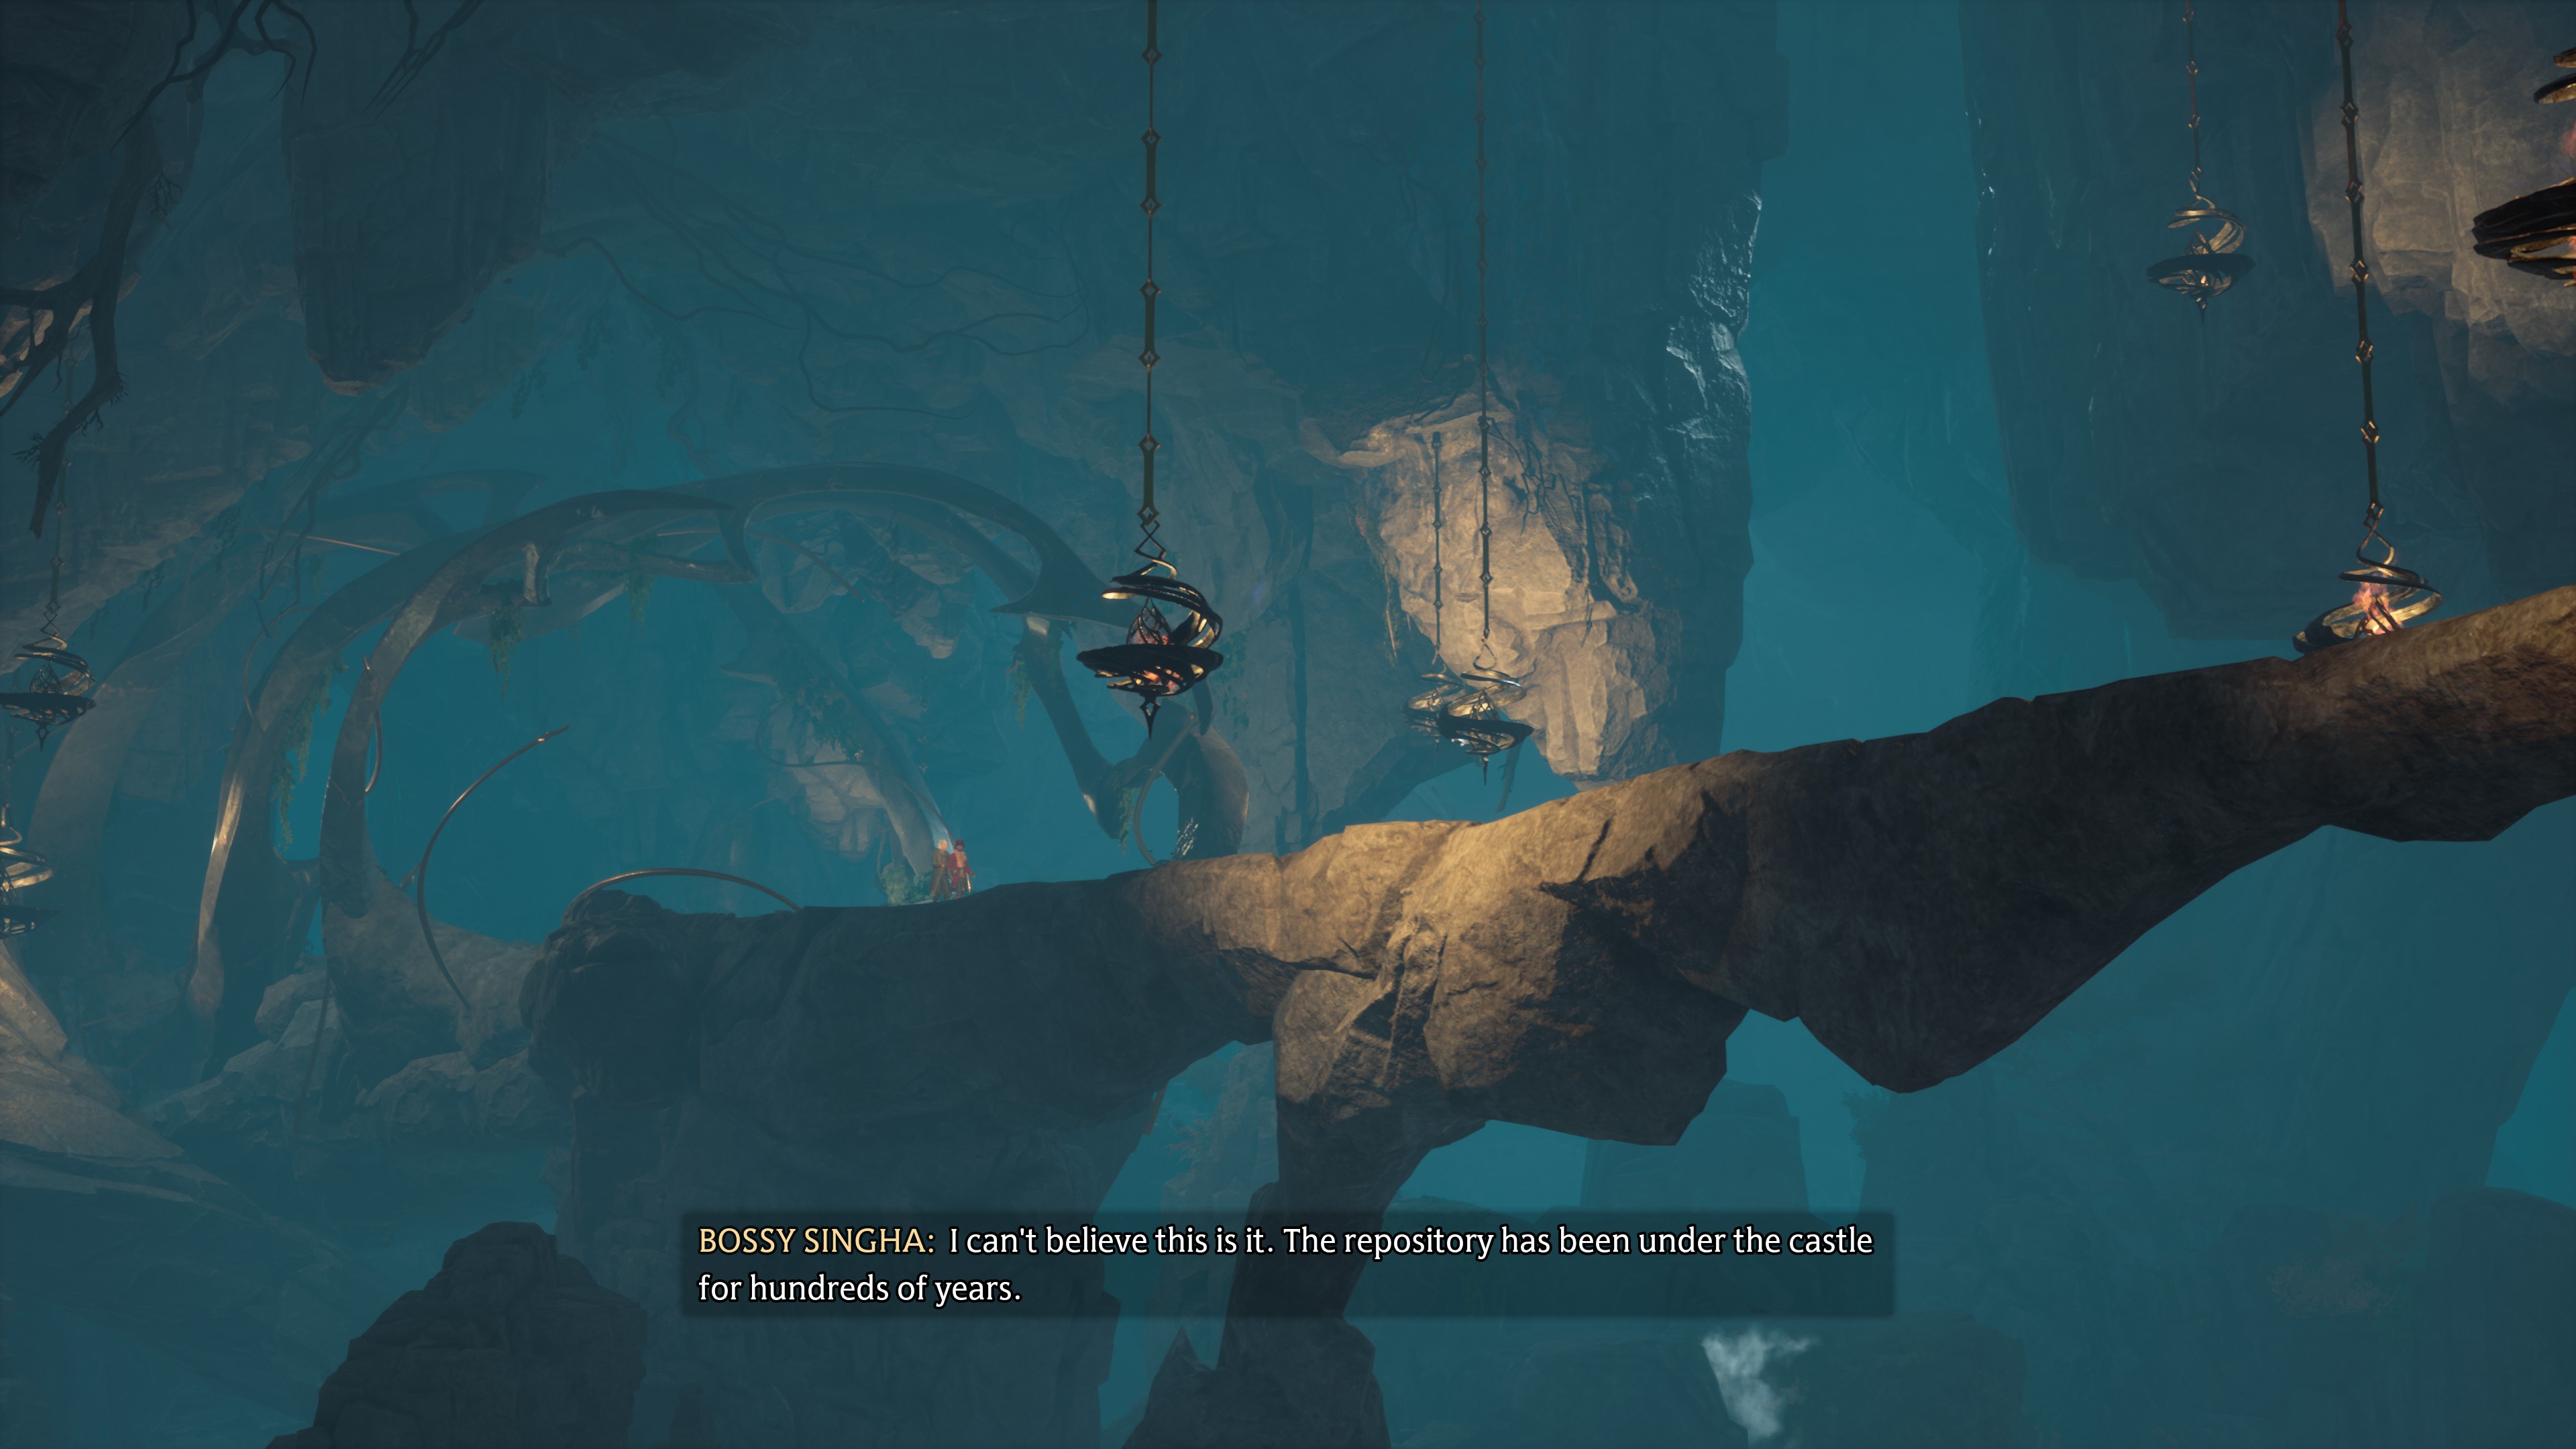 BOSSY SINGHA: I can't believe this is it. The repository has been under the castle
for hundreds of years.